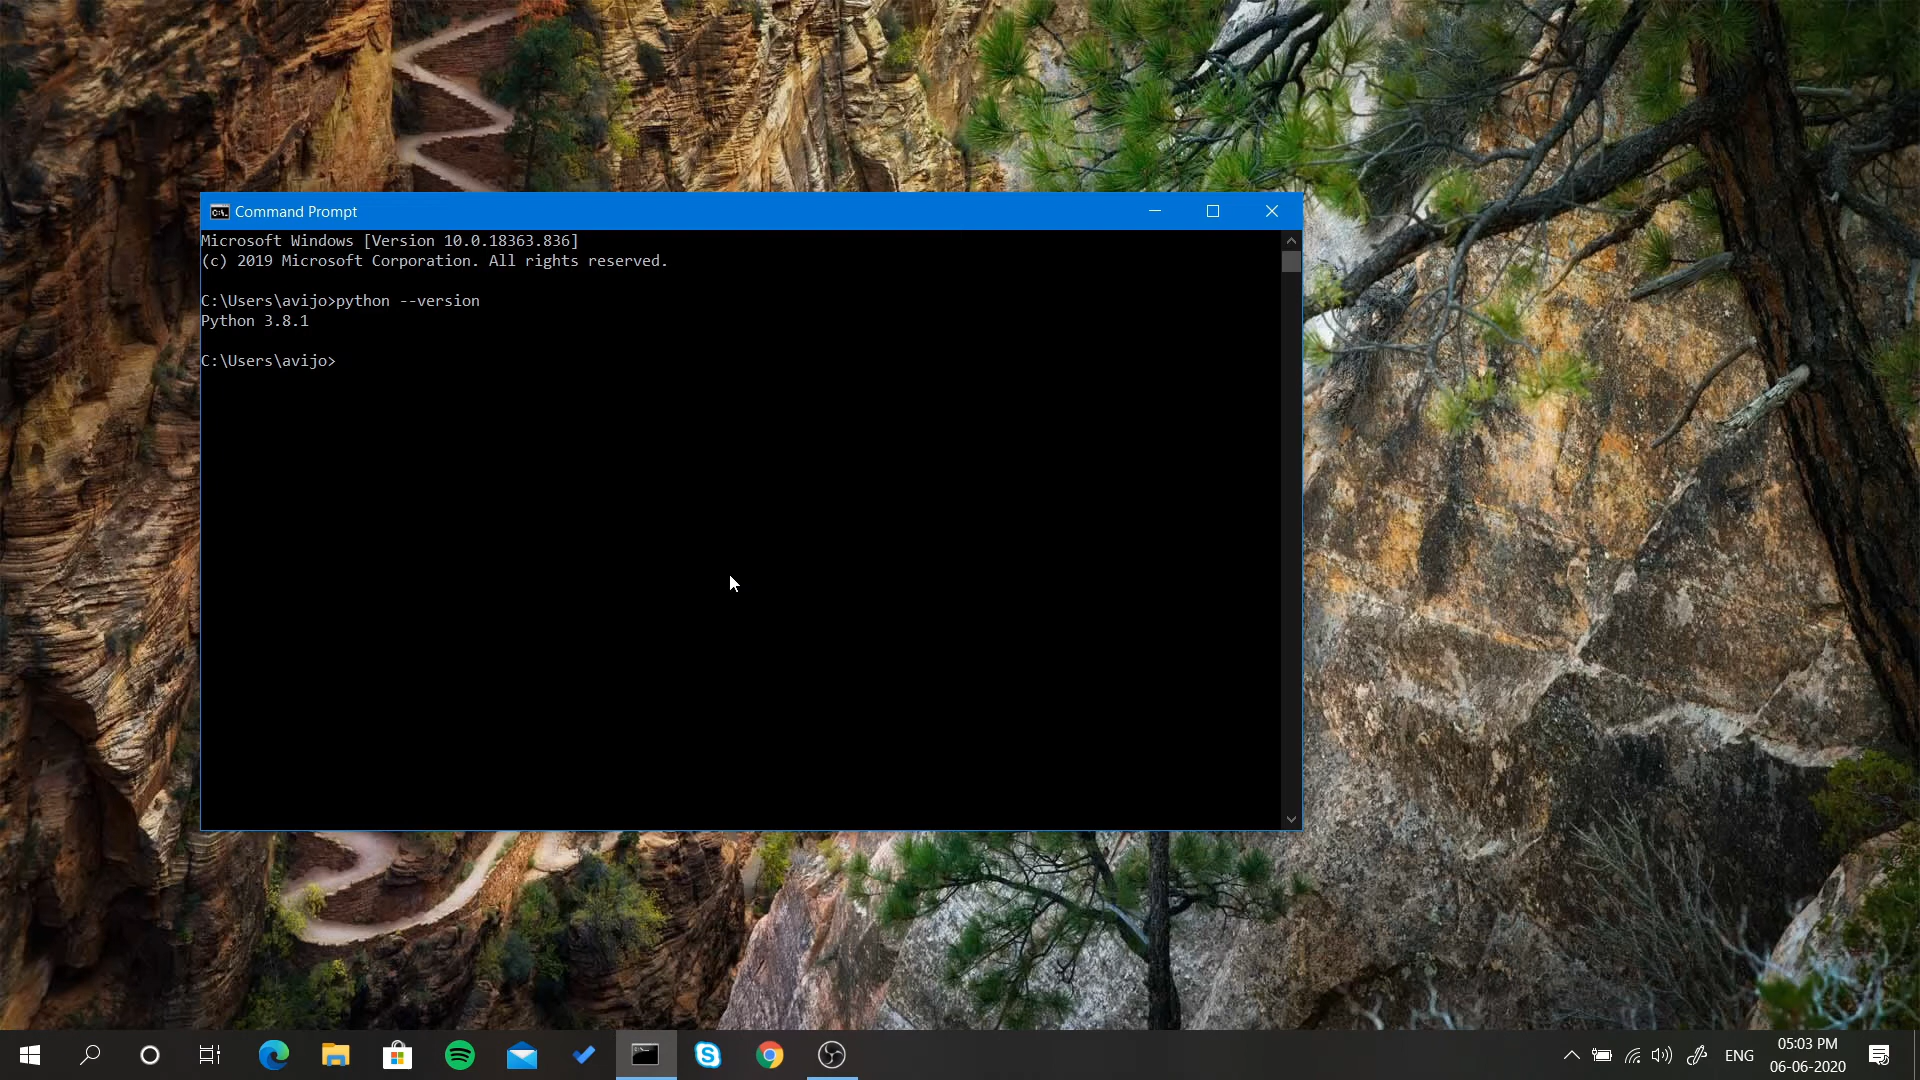 Command Prompt
Microsoft Windows [Version 10.0.18363.836]
(c) 2019 Microsoft Corporation. All rights reserved.
C:\Users\avijo>python --version
Python 3.8.1
C:\Users\avijo>
ENG
05:03 PM
06-06-2020